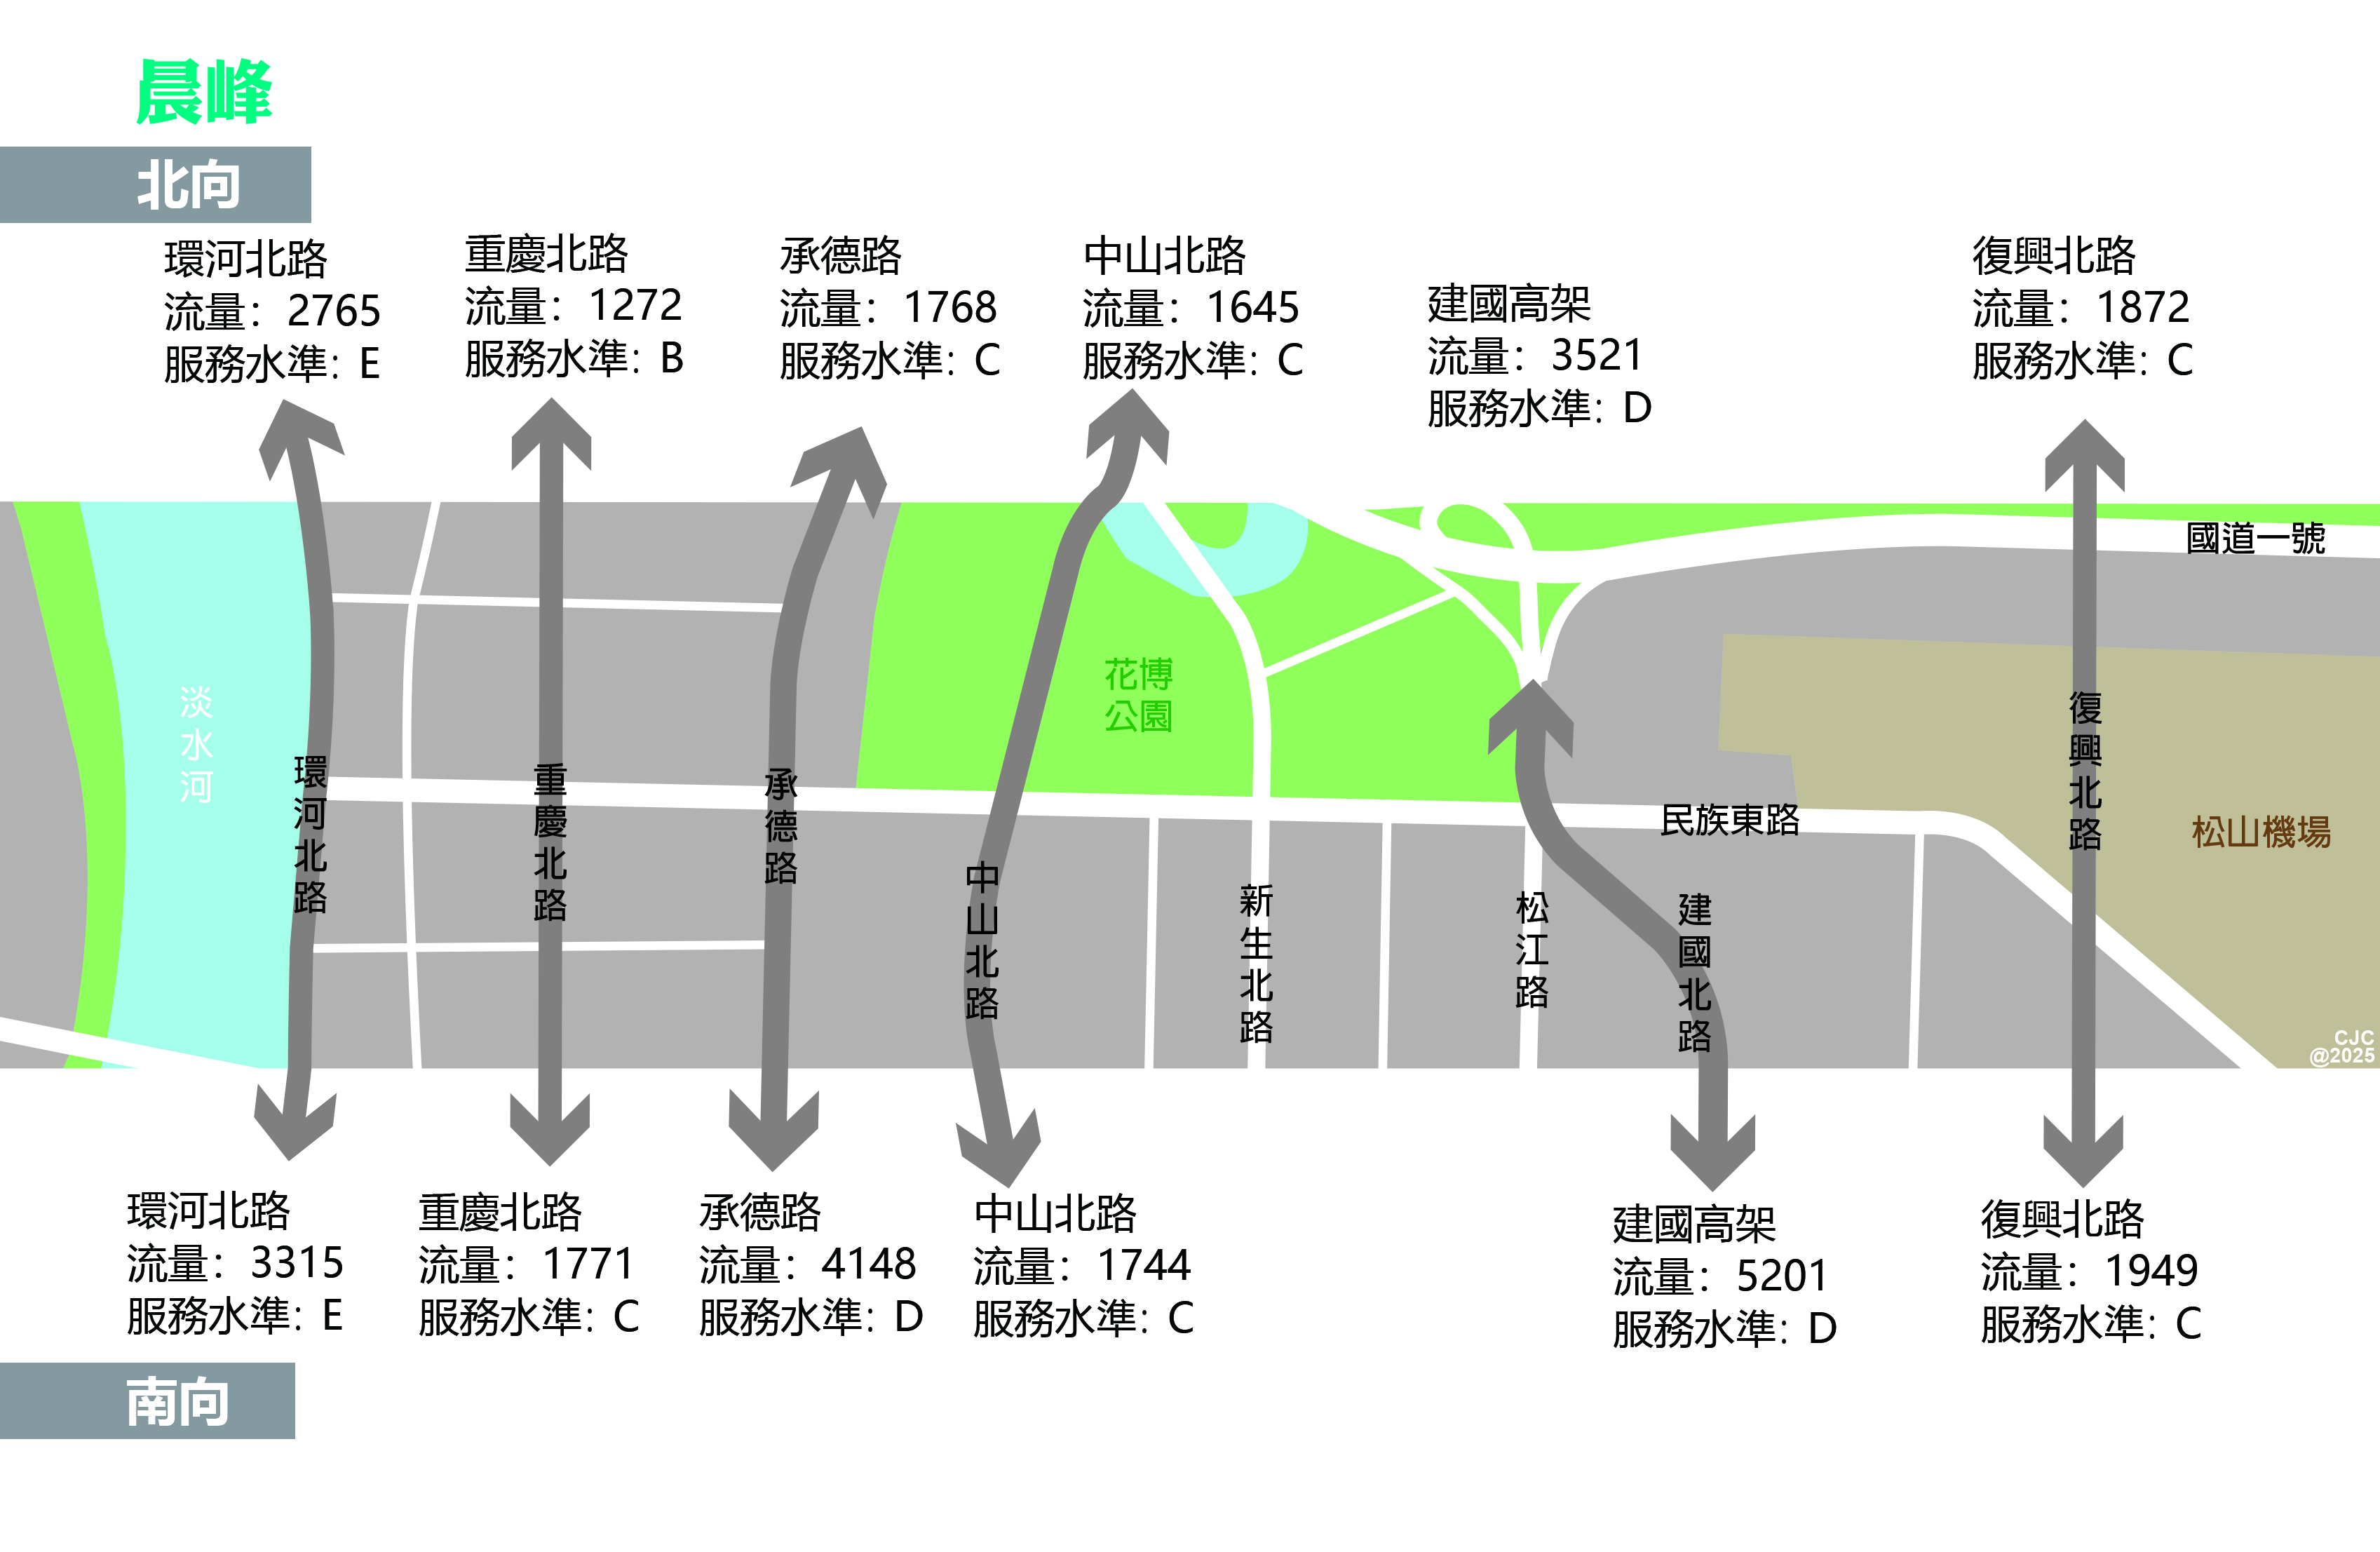 晨峰
北向
環河北路
流量：2765
服務水準：E
重慶北路
流量：1272
服務水準：B
承德路
流量：1768
服務水準：C
中山北路
流量：1645
服務水準：C
建國高架
流量：3521
服務水準：D
復興北路
流量：1872
服務水準：C
國道一號
淡水河
環河北路
重慶北路
承德路
花博
公園
中山北路
新生北路
松江路
民族東路
建國北路
復興北路
松山機場
CJC
@2025
環河北路
流量：3315
服務水準：E
重慶北路
流量：1771
服務水準：C
承德路
流量：4148
服務水準：D
中山北路
流量：1744
服務水準：C
建國高架
流量：5201
服務水準：D
復興北路
流量：1949
服務水準：C
南向